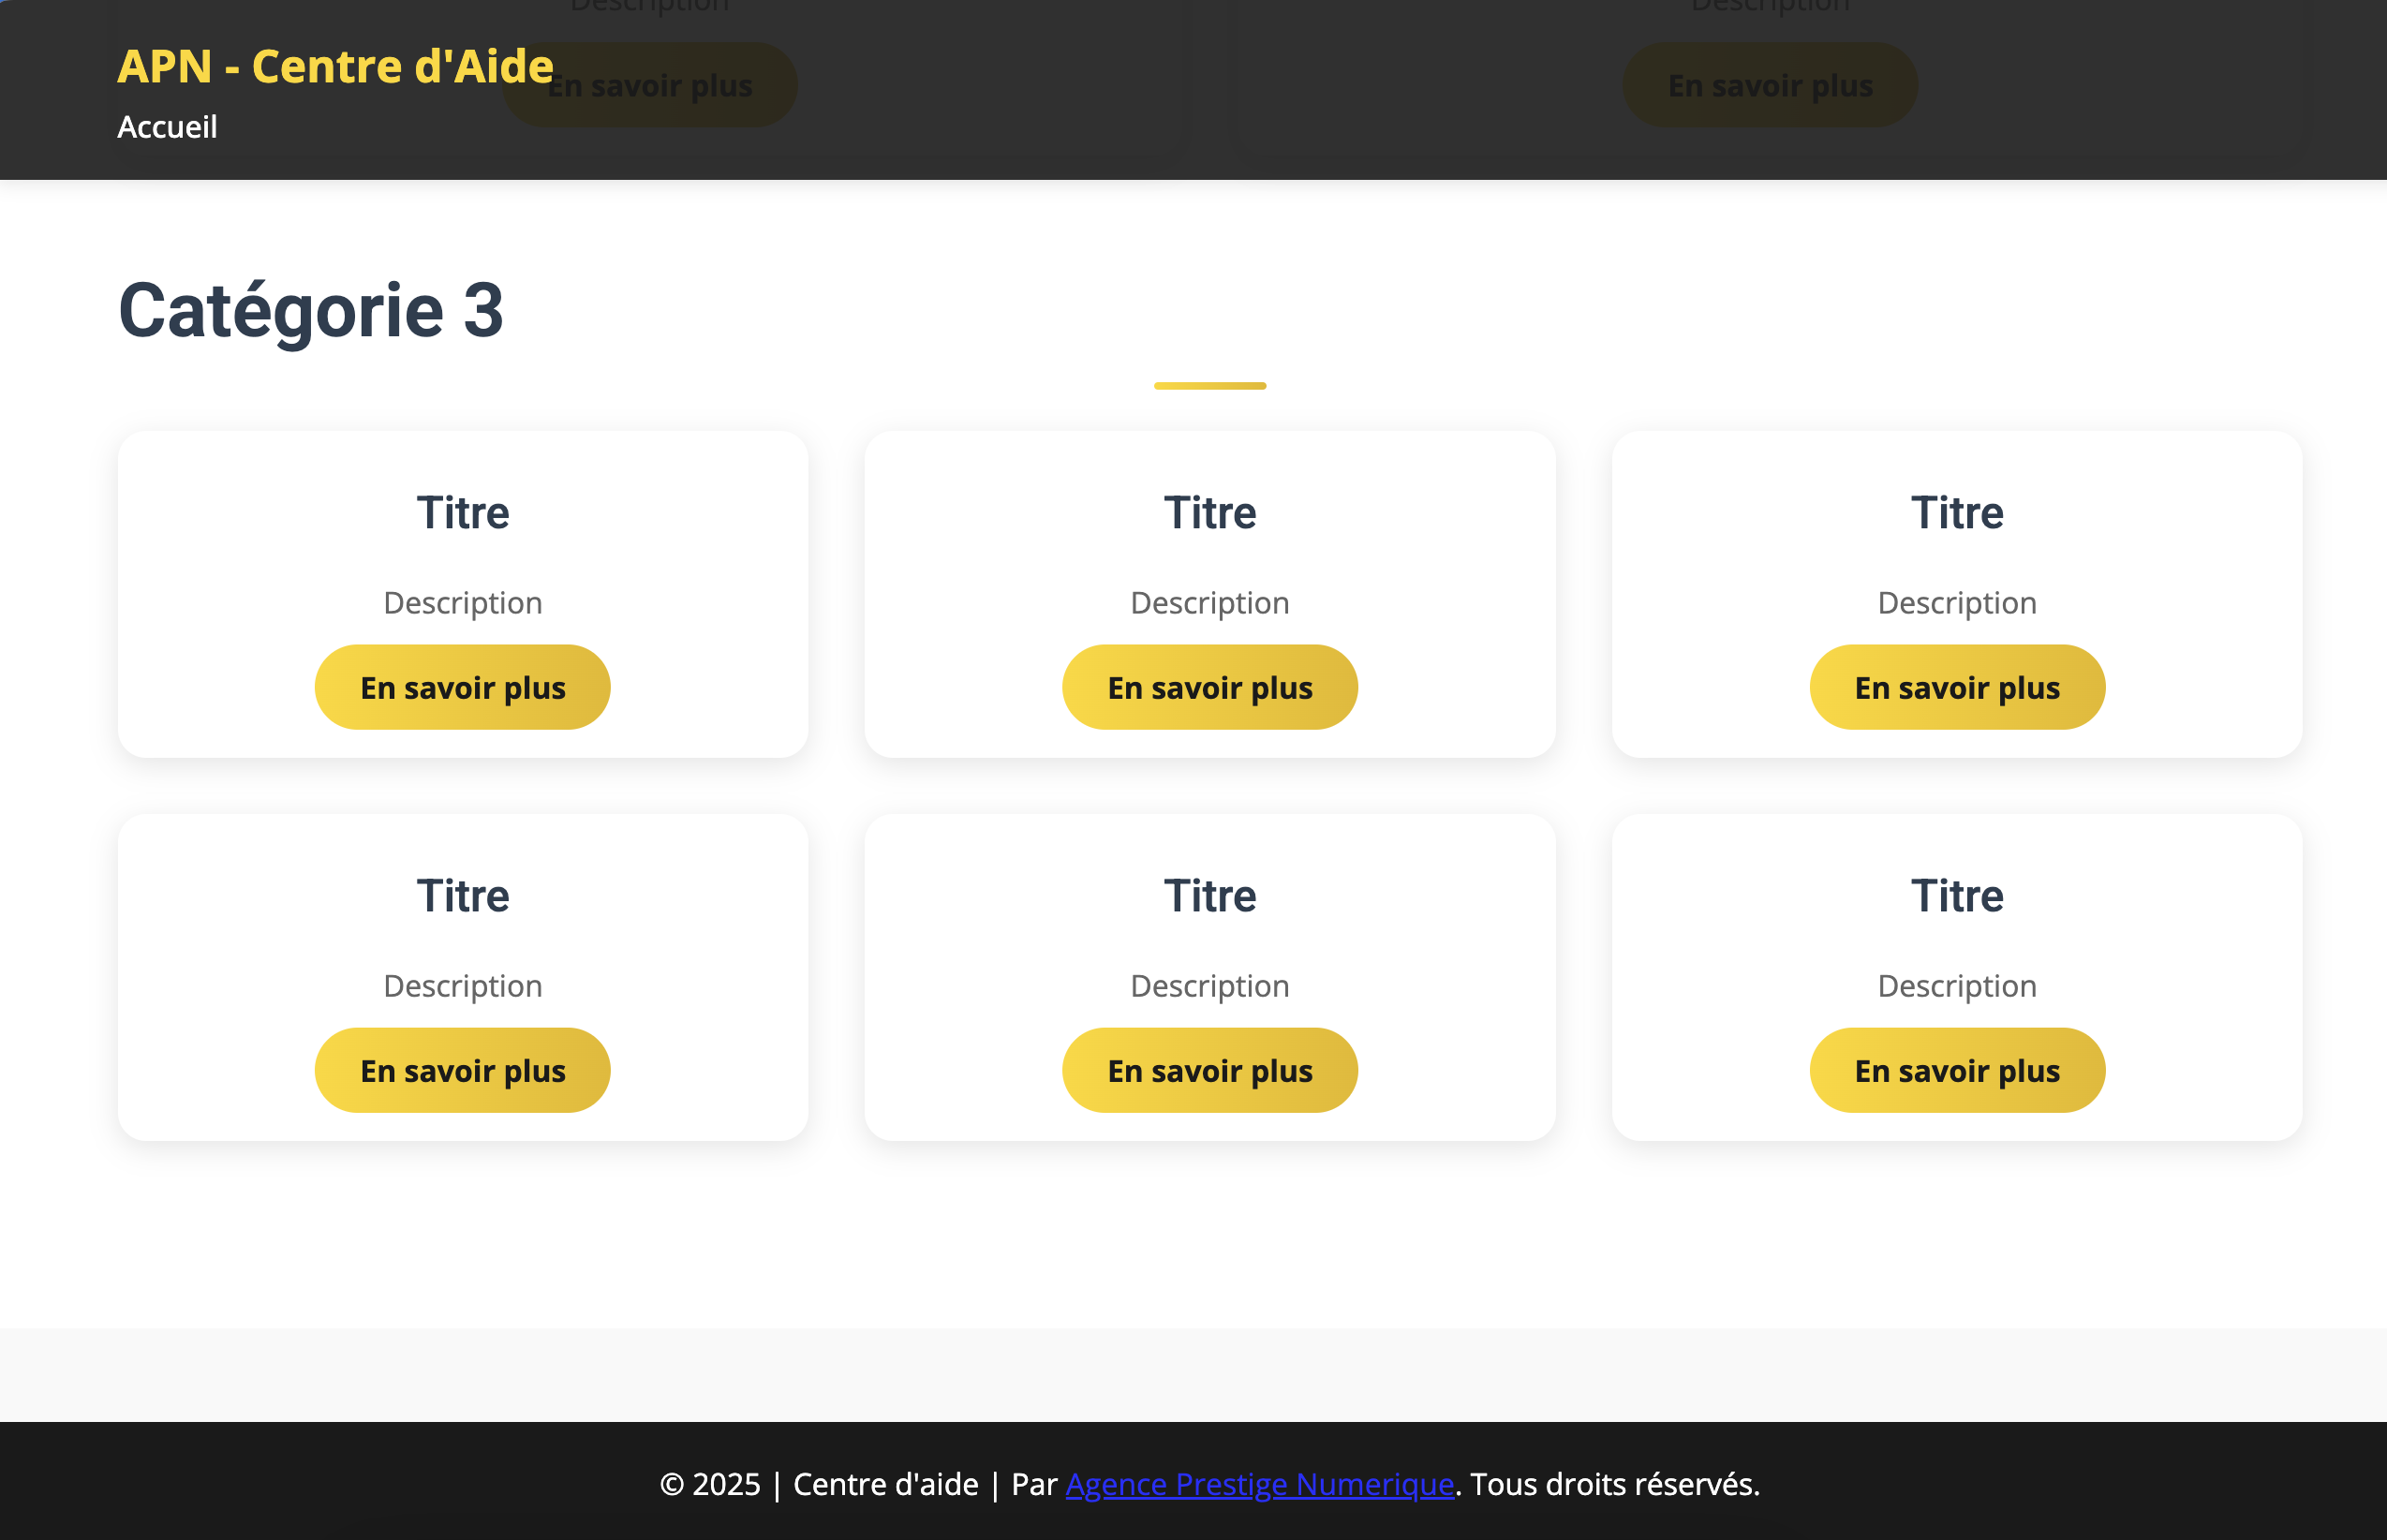 Description Description
APN - Centre d'Aide
En savoir plus En savoir plus
Accueil
Catégorie 3
Titre Titre Titre
Description Description Description
En savoir plus En savoir plus En savoir plus
Titre Titre Titre
Description Description Description
En savoir plus En savoir plus En savoir plus
© 2025 | Centre d'aide | Par Agence Prestige Numerique. Tous droits réservés.